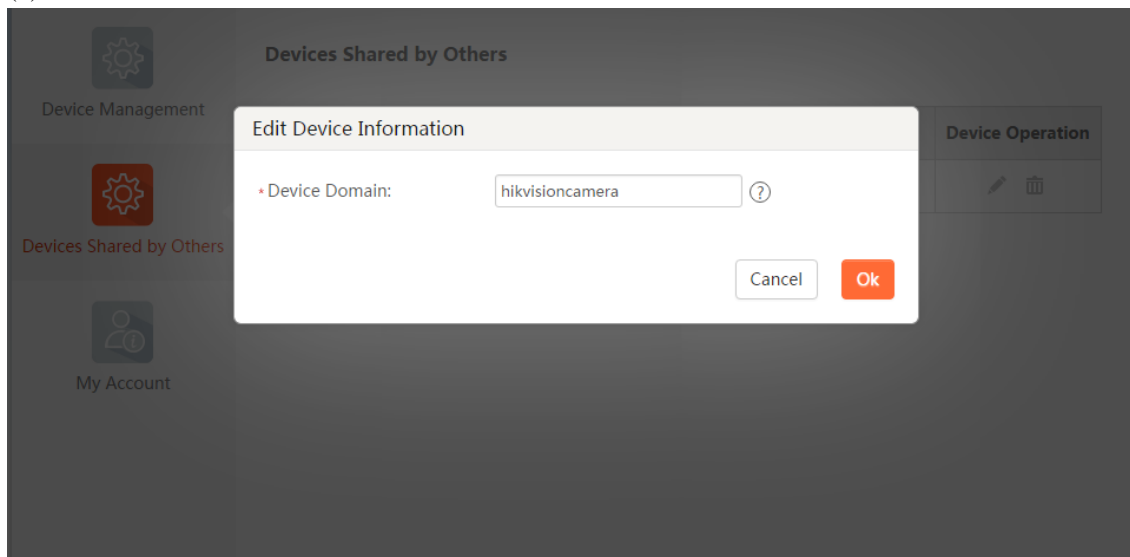 Devices Shared by Others
Device Management
Edit Device Information
Device Operation
* Device Domain:
hikvisioncamera
?
Devices Shared by Others
Cancel
Ok
My Account